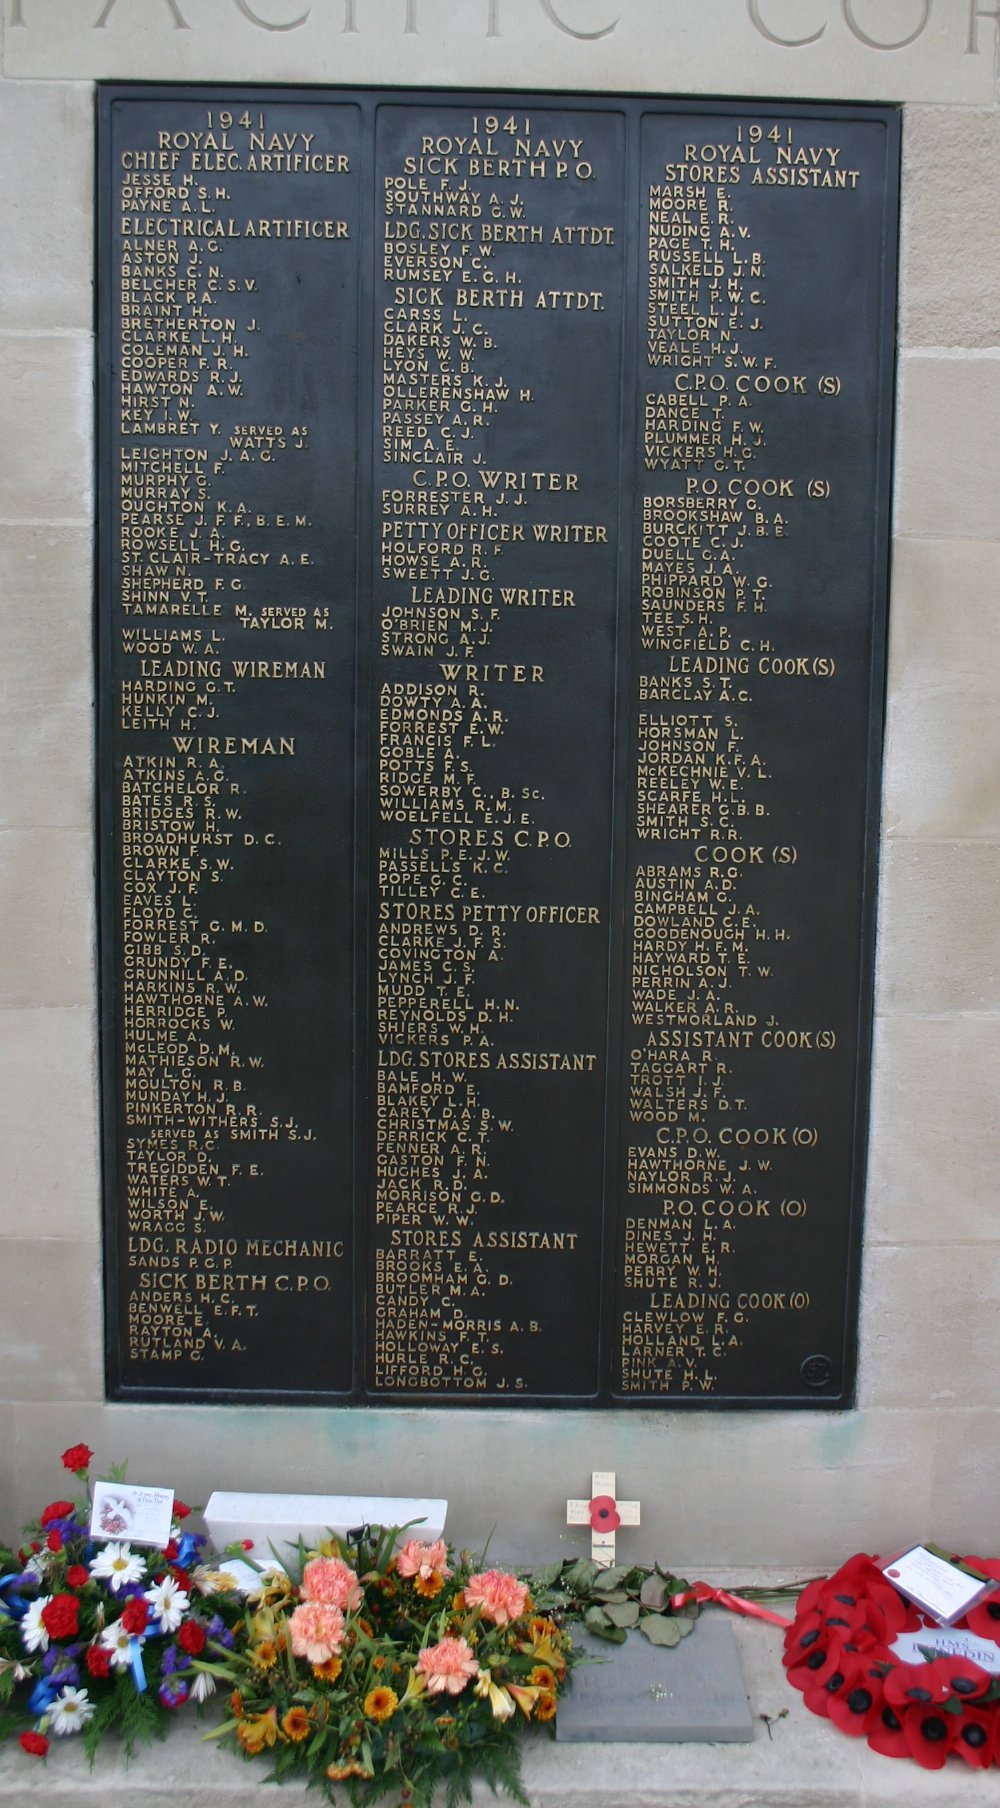 PACIFIC COR
1941
ROYAL NAVY
CHIEF ELEC. ARTIFICER
JESSE H.
OFFORD S. H.
PAYNE A. L.
ELECTRICAL ARTIFICER
ALNER A. G.
ASTON J.
BANKS C. N.
BELCHER C. S. V.
BLACK P. A.
BRAINT H.
BRETHERTON J.
CLARKE L. H.
COLEMAN J. H.
COOPER F. R.
EDWARDS R. J.
HAWTON A. W.
HIRST N.
KEY I. W.
LAMBRET Y. SERVED AS
WATTS J.
LEIGHTON J. A. G.
MITCHELL F.
MURPHY G.
MURRAY S.
OUGHTON K. A.
PEARSE J. F. F., B.E.M.
ROOKE J. A.
ROWSELL H. G.
ST. CLAIR-TRACY A. E.
SHAW N.
SHEPHERD F. G.
SHINN V. T.
TAMARELLE M. SERVED AS
TAYLOR M.
WILLIAMS L.
WOOD W. A.
LEADING WIREMAN
HARDING G. T.
HUNKIN M.
KELLY C. J.
LEITH H.
WIREMAN
ATKIN R. A.
ATKINS A. G.
BATCHELOR R.
BATES R. S.
BRIDGES R. W.
BRISTOW H.
BROADHURST D. C.
BROWN F.
CLARKE S. W.
CLAYTON S.
COX J. F.
EAVES L.
FLOYD G.
FORREST G. M. D.
FOWLER R.
GIBB S. D.
GRUNDY F. E.
GRUNNILL A. D.
HARKINS R. W.
HAWTHORNE A. W.
HERRIDGE P.
HORROCKS W.
HULME A.
McLEOD D. M.
MATHIESON R. W.
MAY L. G.
MOULTON R. B.
MUNDAY H. J.
PINKERTON R. R.
SMITH-WITHERS S. J.
SERVED AS SMITH S. J.
SYMES R. C.
TAYLOR D.
TREGIDDEN F. E.
WATERS W. T.
WHITE A.
WILSON E.
WORTH J. W.
WRAGG S.
LDG. RADIO MECHANIC
SANDS P. G. P.
SICK BERTH C.P.O.
ANDERS H. C.
BENWELL E. F. T.
MOORE E.
RAYTON A.
RUTLAND V. A.
STAMP G.
1941
ROYAL NAVY
SICK BERTH P.O.
POLE F. J.
SOUTHWAY A. J.
STANNARD G. W.
LDG. SICK BERTH ATTDT.
BOSLEY F. W.
EVERSON C.
RUMSEY E. G. H.
SICK BERTH ATTDT.
CARSS L.
CLARK J. C.
DAKERS W. B.
HEYS W. W.
LYON C. B.
MASTERS K. J.
OLLERENSHAW H.
PARKER G. H.
PASSEY A. R.
REED C. J.
SIM A. E.
SINCLAIR J.
C.P.O. WRITER
FORRESTER J. J.
SURREY A. H.
PETTY OFFICER WRITER
HOLFORD R. F.
HOWSE A. R.
SWEETT J. G.
LEADING WRITER
JOHNSON S. F.
O'BRIEN M. J.
STRONG A. J.
SWAIN J. F.
WRITER
ADDISON R.
DOWTY A. A.
EDMONDS A. R.
FORREST E. W.
FRANCIS F. L.
GOBLE A.
POTTS F. S.
RIDGE M. F.
SOWERBY C., B.Sc.
WILLIAMS R. M.
WOELFELL E. J. E.
STORES C.P.O.
MILLS P. E. J. W.
PASSELLS K. C.
POPE G. C.
TILLEY C. E.
STORES PETTY OFFICER
ANDREWS D. R.
CLARKE J. F. S.
COVINGTON A.
JAMES C. S.
LYNCH J. F.
MUDD T. E.
PEPPERELL H. N.
REYNOLDS D. H.
SHIERS W. H.
VICKERS P. A.
LDG. STORES ASSISTANT
BALE H. W.
BAMFORD E.
BLAKEY L. H.
CAREY D. A. B.
CHRISTMAS S. W.
DERRICK C. T.
FENNER A. R.
GASTON F. N.
HUGHES J. A.
JACK R. D.
MORRISON G. D.
PEARCE R. J.
PIPER W. W.
STORES ASSISTANT
BARRATT E.
BROOKS E. A.
BROOMHAM G. D.
BUTLER M. A.
GANDY C.
GRAHAM D.
HADEN-MORRIS A. B.
HAWKINS F. T.
HOLLOWAY E. S.
HURLE R. C.
LIFFORD H. G.
LONGBOTTOM J. S.
1941
ROYAL NAVY
STORES ASSISTANT
MARSH E.
MOORE R.
NEAL E. R.
NUDING A. V.
PAGE T. H.
RUSSELL L. B.
SALKELD J. N.
SMITH J. H.
SMITH P. W. C.
STEEL L. J.
SUTTON E. J.
TAYLOR N.
VEALE H. J.
WRIGHT S. W. F.
C.P.O. COOK (S)
CABELL P. A.
DANCE T.
HARDING F. W.
PLUMMER H. J.
VICKERS H. G.
WYATT G. T.
P.O. COOK (S)
BORSBERRY G.
BROOKSHAW B. A.
BURCKITT J. B. E.
COOTE C. J.
DUELL G. A.
MAYES J. A.
PHIPPARD W. G.
ROBINSON P. T.
SAUNDERS F. H.
TEE S. H.
WEST A. P.
WINGFIELD C. H.
LEADING COOK (S)
BANKS S. T.
BARCLAY A. C.
ELLIOTT S.
HORSMAN L.
JOHNSON F.
JORDAN K. F. A.
McKECHNIE V. L.
REELEY W. E.
SCARFE H. L.
SHEARER G. B. B.
SMITH S. C.
WRIGHT R. R.
COOK (S)
ABRAMS R. G.
AUSTIN A. D.
BINGHAM G.
CAMPBELL J. A.
DOWLAND G. E.
GOODENOUGH H. H.
HARDY H. F. M.
HAYWARD T. E.
NICHOLSON T. W.
PERRIN A. J.
WADE J. A.
WALKER A. R.
WESTMORLAND J.
ASSISTANT COOK (S)
O'HARA R.
TAGGART R.
TROTT I. J.
WALSH J. F.
WALTERS D. T.
WOOD M.
C.P.O. COOK (O)
EVANS D. W.
HAWTHORNE J. W.
NAYLOR R. J.
SIMMONDS W. A.
P.O. COOK (O)
DENMAN L. A.
DINES J. H.
HEWETT E. R.
MORGAN H.
PERRY W. H.
SHUTE R. J.
LEADING COOK (O)
CLEWLOW F. G.
HARVEY E. R.
HOLLAND L. A.
LARNER T. C.
PINK A. V.
SHUTE H. L.
SMITH P. W.
57
In Loving Memory
of Dear Dad
HMS
DUNEDIN